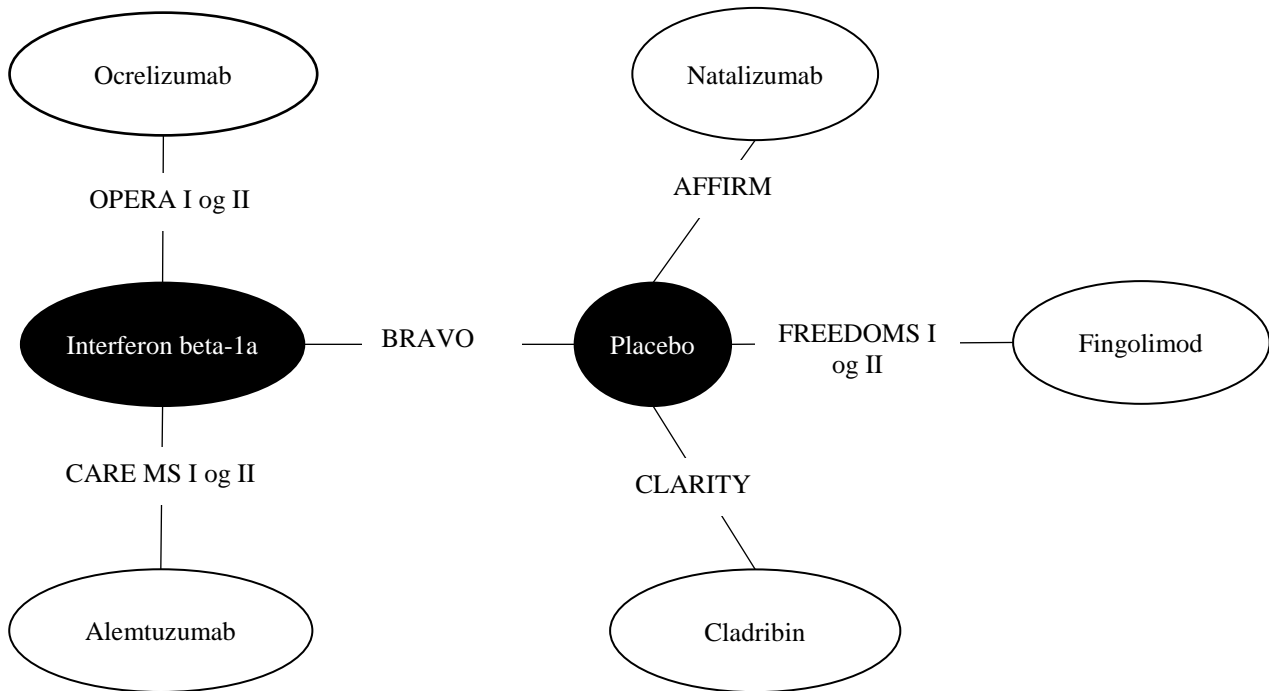 Ocrelizumab
Natalizumab
AFFIRM
OPERA I og II
Interferon beta-1a
BRAVO
Placebo
FREEDOMS I
og II
Fingolimod
CARE MS I og II
CLARITY
Alemtuzumab
Cladribin